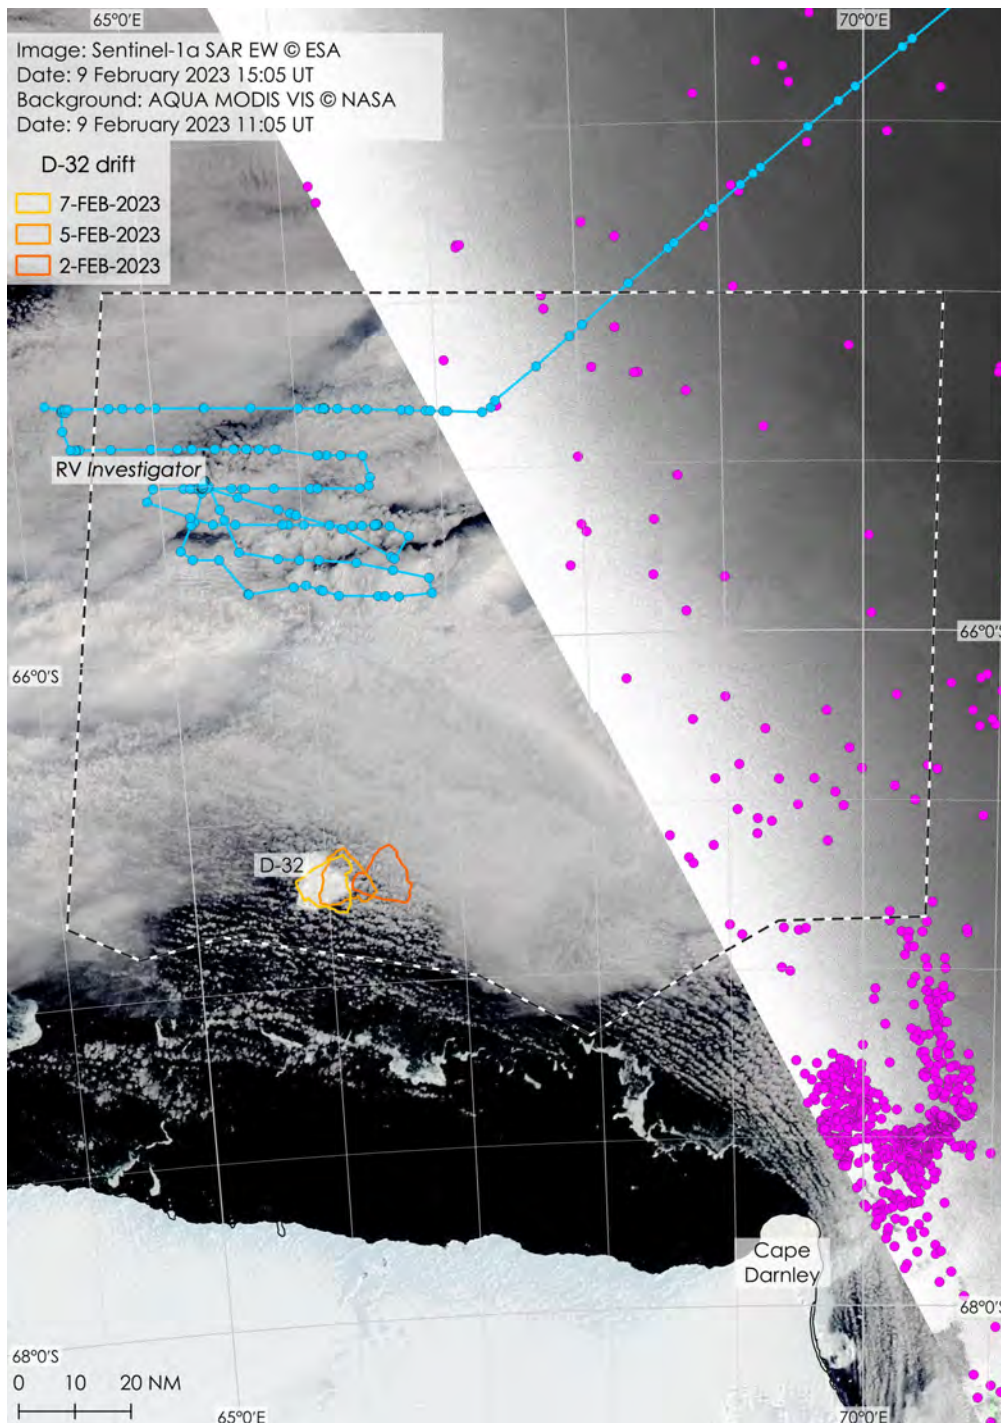 65°0'E
70°0'E
Image: Sentinel-1a SAR EW © ESA
Date: 9 February 2023 15:05 UT
Background: AQUA MODIS VIS © NASA
Date: 9 February 2023 11:05 UT
D-32 drift
7-FEB-2023
5-FEB-2023
2-FEB-2023
RV Investigator
66°0'S
66°0'S
D-32
Cape
Darnley
68°0'S
68°0'S
0 10 20 NM
65°0'E
70°0'E